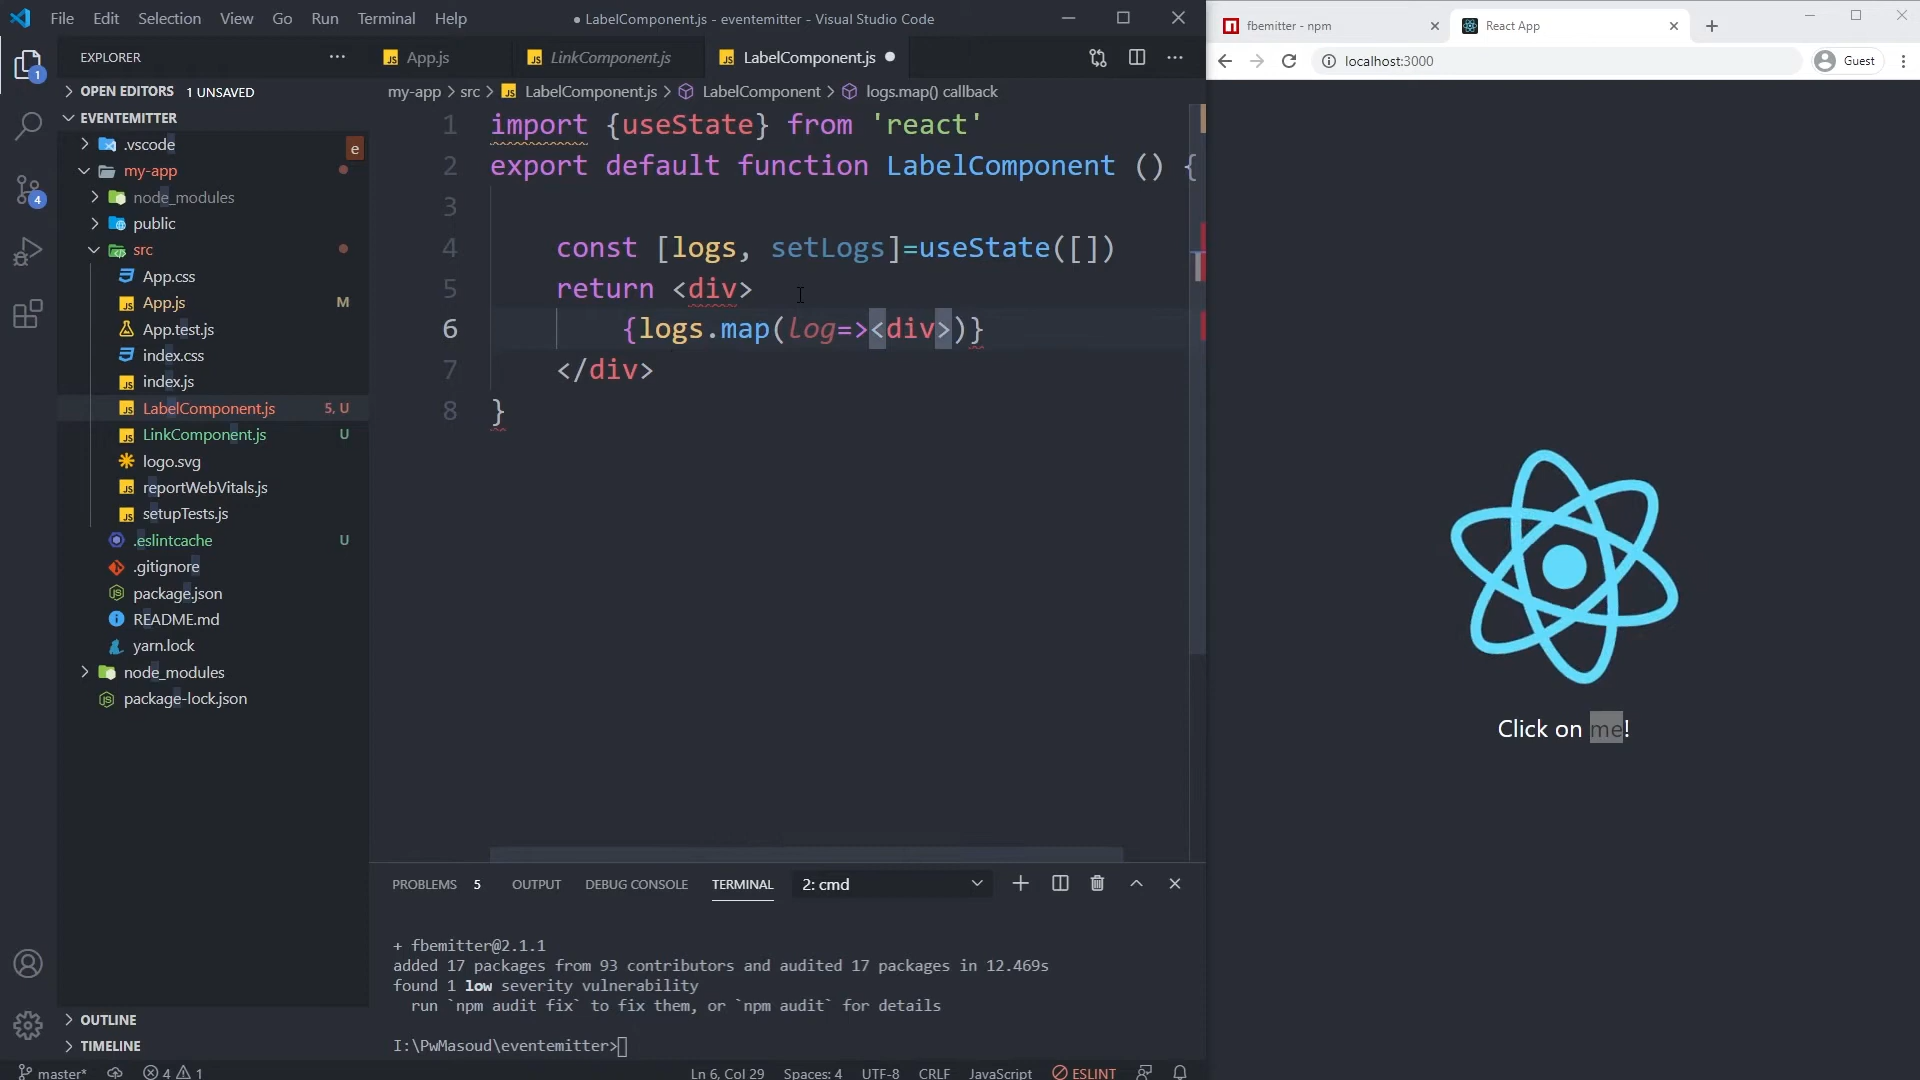 File Edit Selection View Go Run Terminal Help
● LabelComponent.js - eventemitter - Visual Studio Code
EXPLORER
OPEN EDITORS 1 UNSAVED
EVENTEMITTER
.vscode
e
my-app
node_modules
public
src
App.css
App.js M
App.test.js
index.css
index.js
LabelComponent.js 5, U
LinkComponent.js U
logo.svg
reportWebVitals.js
setupTests.js
.eslintcache U
.gitignore
package.json
README.md
yarn.lock
node_modules
package-lock.json
OUTLINE
TIMELINE
1
4
App.js LinkComponent.js LabelComponent.js
my-app > src > LabelComponent.js > LabelComponent > logs.map() callback
1 import {useState} from 'react'
2 export default function LabelComponent () {
3
4 const [logs, setLogs]=useState([])
5 return <div>
6 {logs.map(log=><div>)}
7 </div>
8 }
PROBLEMS 5 OUTPUT DEBUG CONSOLE TERMINAL 2: cmd
+ fbemitter@2.1.1
added 17 packages from 93 contributors and audited 17 packages in 12.469s
found 1 low severity vulnerability
run `npm audit fix` to fix them, or `npm audit` for details
I:\PwMasoud\eventemitter>
master* 4 1 Ln 6, Col 29 Spaces: 4 UTF-8 CRLF JavaScript ESLINT
fbemitter - npm React App
localhost:3000 Guest
Click on me!